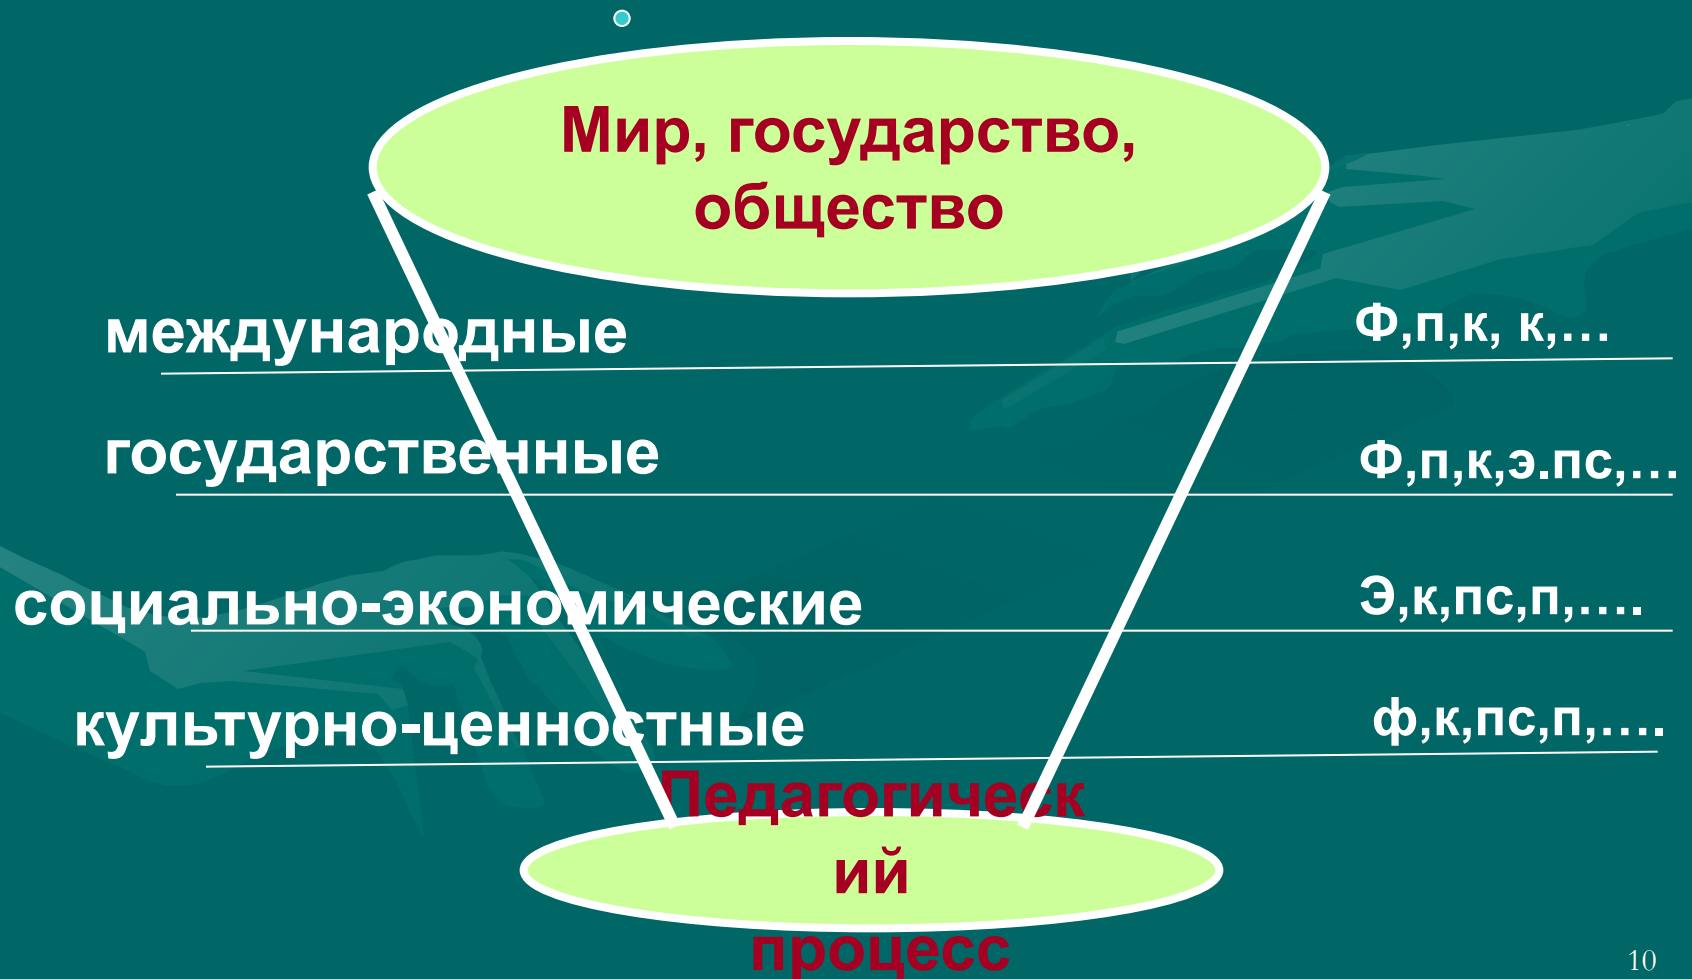 Мир, государство,
общество
международные
Ф,п,к, к,…
государственные
Ф,п,к,э.пс,…
социально-экономические
Э,к,пс,п,….
культурно-ценностные
ф,к,пс,п,….
Педагогическ
ий
процесс
10